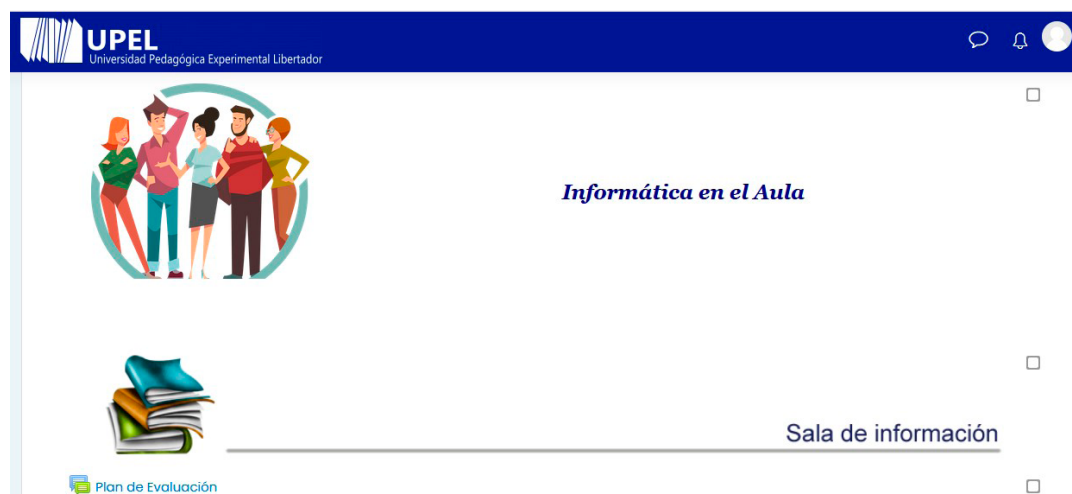 UPEL
Universidad Pedagógica Experimental Libertador
Informática en el Aula
Sala de información
Plan de Evaluación